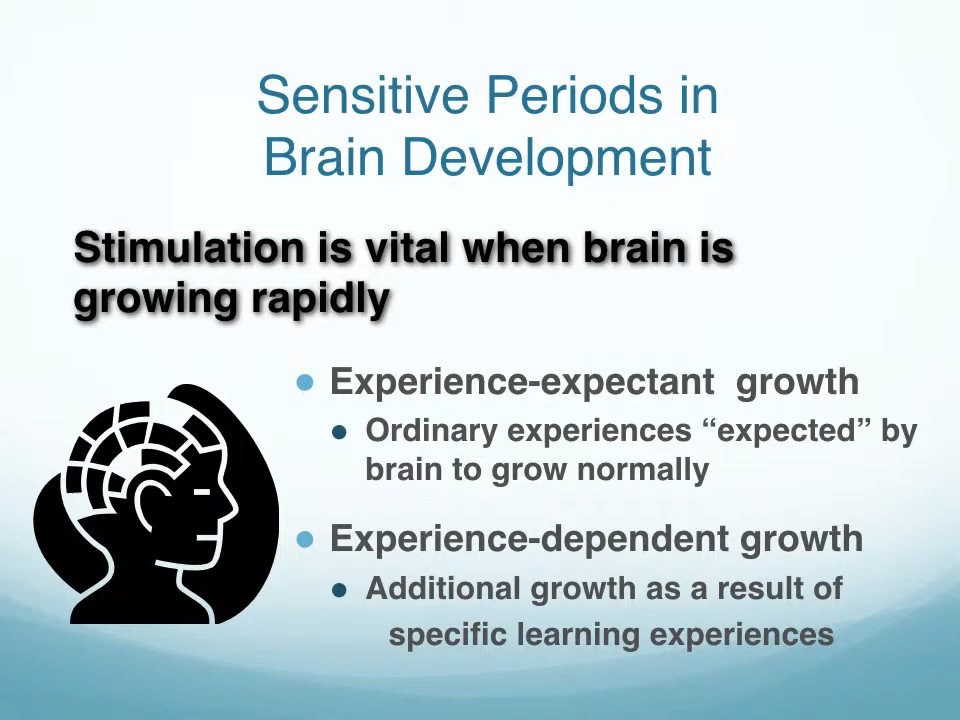 Sensitive Periods in
Brain Development
Stimulation is vital when brain is
growing rapidly
● Experience-expectant  growth
● Ordinary experiences “expected” by
brain to grow normally
● Experience-dependent growth
● Additional growth as a result of
specific learning experiences